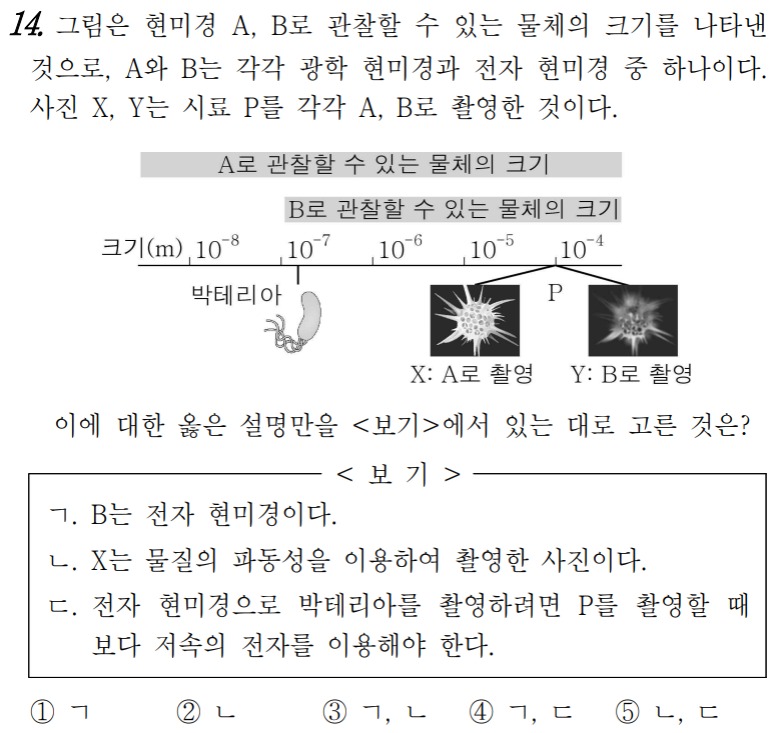 14. 그림은 현미경 A, B로 관찰할 수 있는 물체의 크기를 나타낸
것으로, A와 B는 각각 광학 현미경과 전자 현미경 중 하나이다.
사진 X, Y는 시료 P를 각각 A, B로 촬영한 것이다.
A로 관찰할 수 있는 물체의 크기
B로 관찰할 수 있는 물체의 크기
크기(m) 10⁻⁸ 10⁻⁷ 10⁻⁶ 10⁻⁵ 10⁻⁴
박테리아 P
X: A로 촬영 Y: B로 촬영
이에 대한 옳은 설명만을 <보기>에서 있는 대로 고른 것은?
< 보 기 >
ㄱ. B는 전자 현미경이다.
ㄴ. X는 물질의 파동성을 이용하여 촬영한 사진이다.
ㄷ. 전자 현미경으로 박테리아를 촬영하려면 P를 촬영할 때
보다 저속의 전자를 이용해야 한다.
① ㄱ ② ㄴ ③ ㄱ, ㄴ ④ ㄱ, ㄷ ⑤ ㄴ, ㄷ